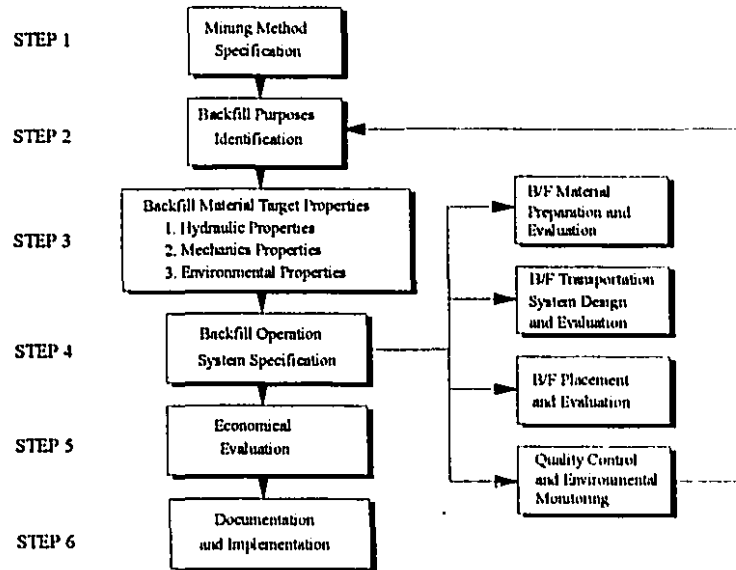 STEP 1
Mining Method
Specification
STEP 2
Backfill Purposes
Identification
STEP 3
Backfill Material Target Properties
1. Hydraulic Properties
2. Mechanics Properties
3. Environmental Properties
B/F Material
Preparation and
Evaluation
B/F Transportation
System Design
and Evaluation
STEP 4
Backfill Operation
System Specification
B/F Placement
and Evaluation
STEP 5
Economical
Evaluation
Quality Control
and Environmental
Monitoring
STEP 6
Documentation
and Implementation